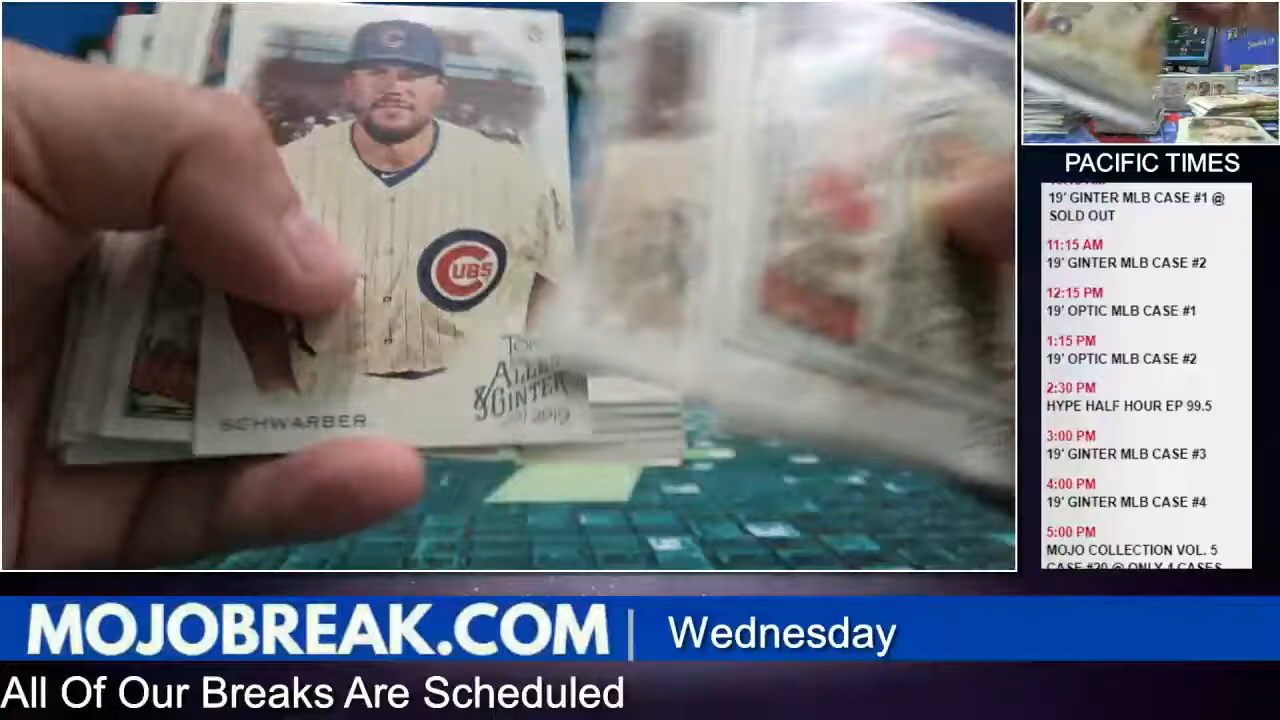 C
CUBS
SCHWARBER
ALLEN
& GINTER
2019
PACIFIC TIMES
19' GINTER MLB CASE #1 @
SOLD OUT
11:15 AM
19' GINTER MLB CASE #2
12:15 PM
19' OPTIC MLB CASE #1
1:15 PM
19' OPTIC MLB CASE #2
2:30 PM
HYPE HALF HOUR EP 99.5
3:00 PM
19' GINTER MLB CASE #3
4:00 PM
19' GINTER MLB CASE #4
5:00 PM
MOJO COLLECTION VOL. 5
CASE #20 @ ONLY 4 CASES
MOJOBREAK.COM | Wednesday
All Of Our Breaks Are Scheduled